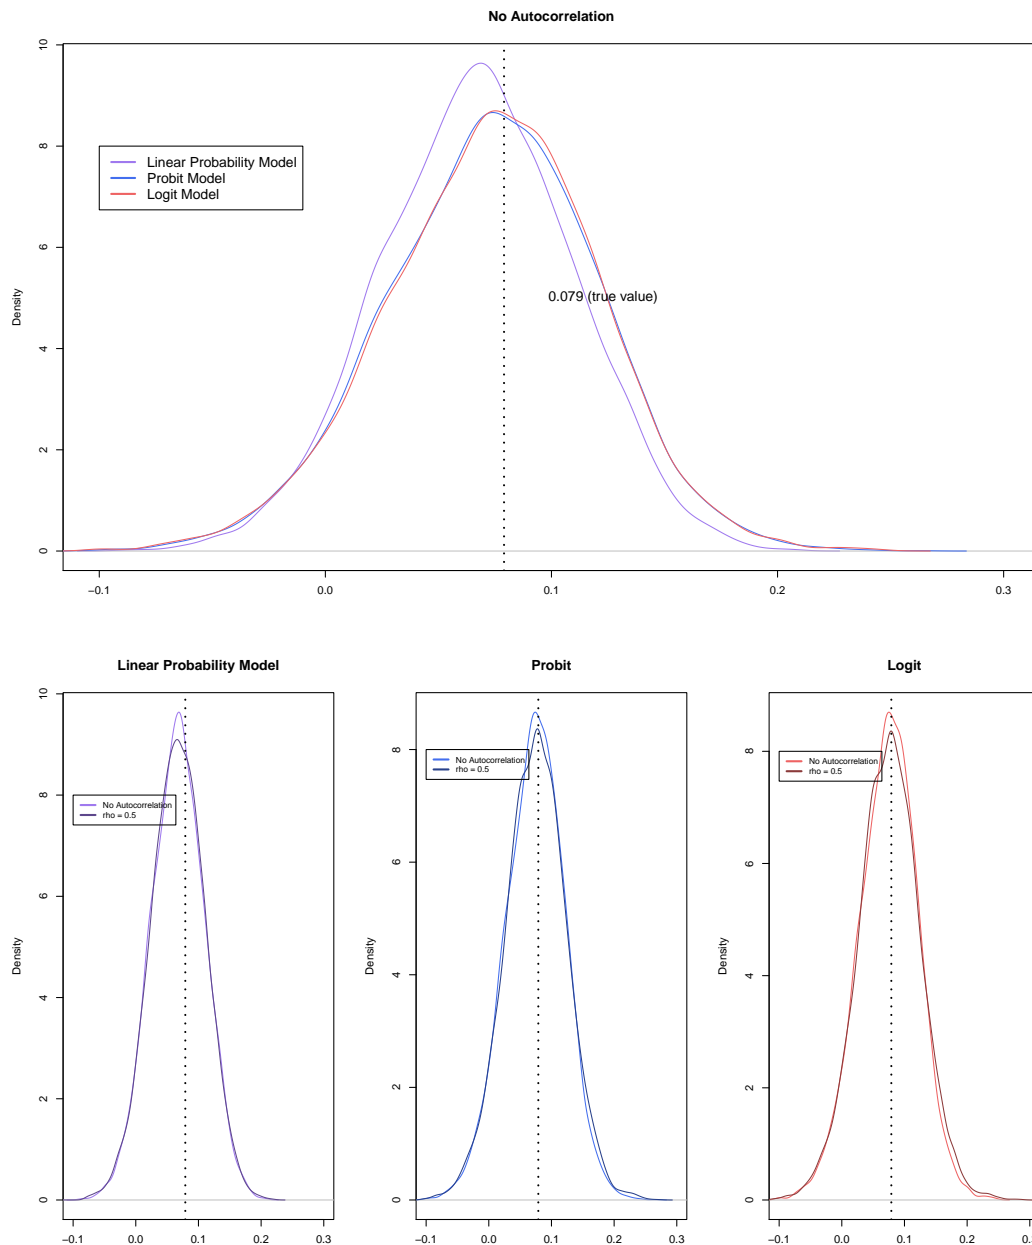 No Autocorrelation
Density
0
2
4
6
8
10
Linear Probability Model
Probit Model
Logit Model
0.079 (true value)
−0.1
0.0
0.1
0.2
0.3
Linear Probability Model
Density
0
2
4
6
8
10
No Autocorrelation
rho = 0.5
−0.1
0.0
0.1
0.2
0.3
Probit
Density
0
2
4
6
8
No Autocorrelation
rho = 0.5
−0.1
0.0
0.1
0.2
0.3
Logit
Density
0
2
4
6
8
No Autocorrelation
rho = 0.5
−0.1
0.0
0.1
0.2
0.3